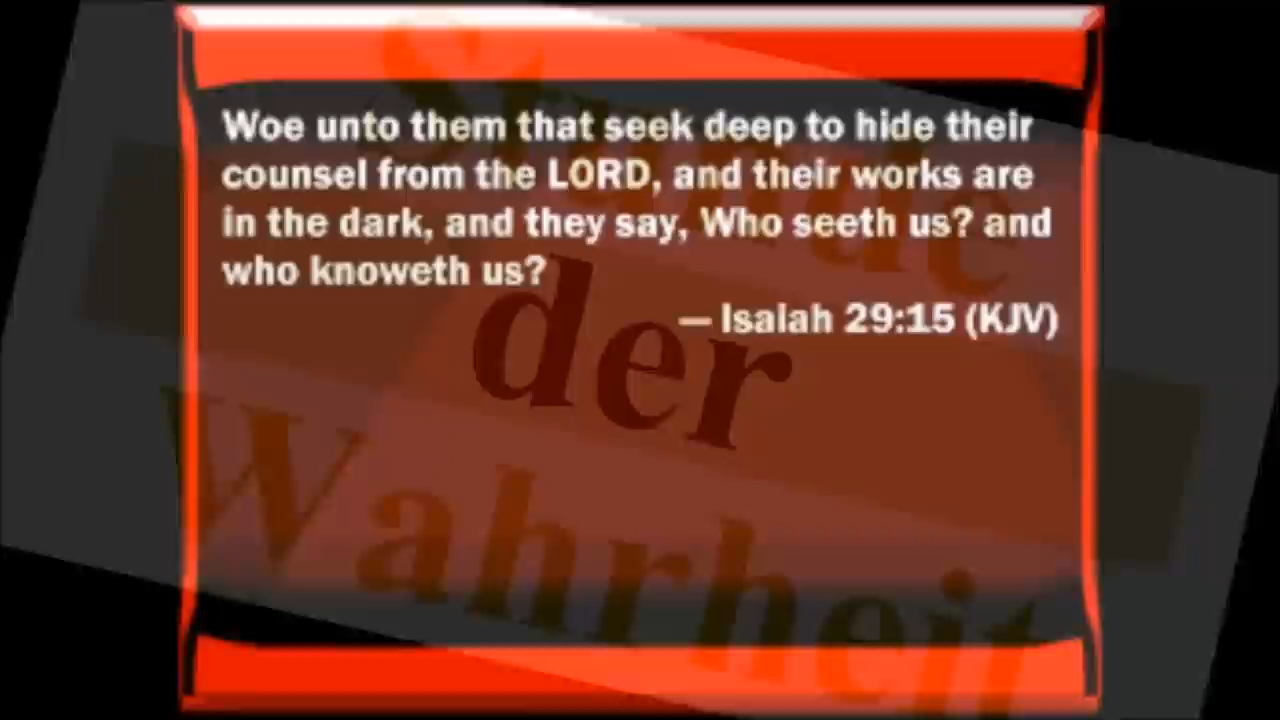 Woe unto them that seek deep to hide their
counsel from the LORD, and their works are
in the dark, and they say, Who seeth us? and
who knoweth us?
— Isaiah 29:15 (KJV)
Stunde
der
Wahrheit